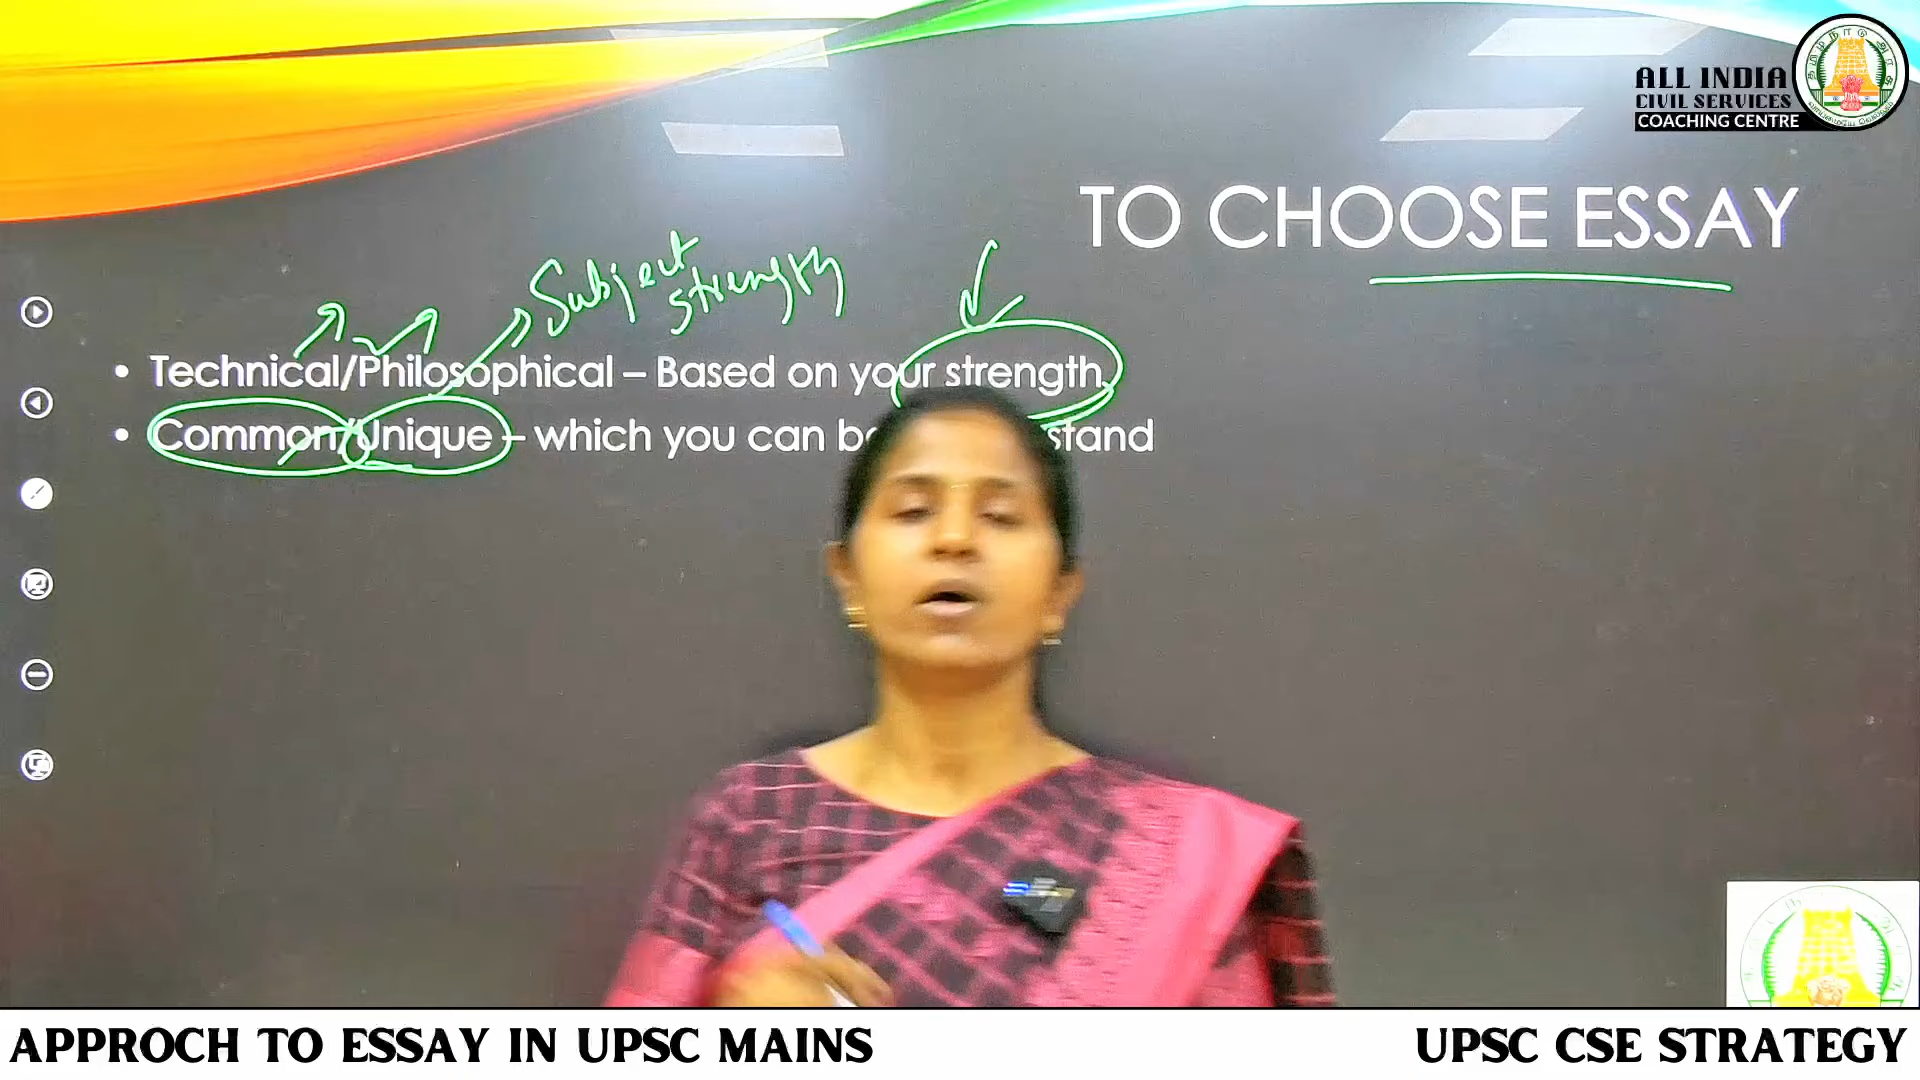 ALL INDIA
CIVIL SERVICES
COACHING CENTRE
TO CHOOSE ESSAY
Subject
strength
• Technical/Philosophical – Based on your strength.
• Common/Unique – which you can be stand
APPROCH TO ESSAY IN UPSC MAINS
UPSC CSE STRATEGY